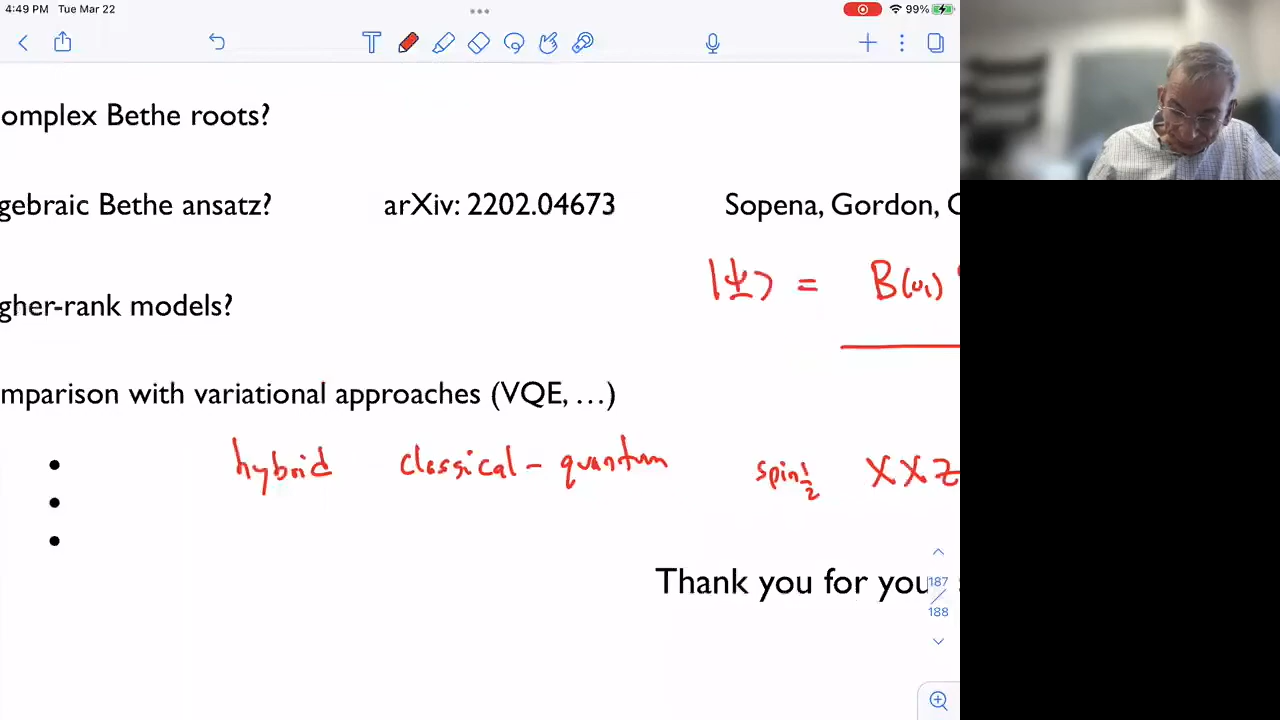 4:49 PM Tue Mar 22 99%
omplex Bethe roots?
gebraic Bethe ansatz? arXiv: 2202.04673 Sopena, Gordon,
|Ψ⟩ = B(u₁)
gher-rank models?
mparison with variational approaches (VQE, …)
• hybrid classical - quantum spin 1/2 XXZ
•
•
Thank you for you
187
188